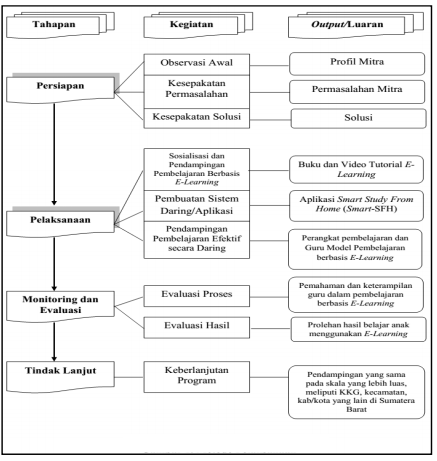 Tahapan
Kegiatan
Output/Luaran
Persiapan
Observasi Awal
Profil Mitra
Kesepakatan
Permasalahan
Permasalahan Mitra
Kesepakatan Solusi
Solusi
Pelaksanaan
Sosialisasi dan
Pendampingan
Pembelajaran Berbasis
E-Learning
Buku dan Video Tutorial E-
Learning
Pembuatan Sistem
Daring/Aplikasi
Aplikasi Smart Study From
Home (Smart-SFH)
Pendampingan
Pembelajaran Efektif
secara Daring
Perangkat pembelajaran dan
Guru Model Pembelajaran
berbasis E-Learning
Monitoring dan
Evaluasi
Evaluasi Proses
Pemahaman dan keterampilan
guru dalam pembelajaran
berbasis E-Learning
Evaluasi Hasil
Prolehan hasil belajar anak
menggunakan E-Learning
Tindak Lanjut
Keberlanjutan
Program
Pendampingan yang sama
pada skala yang lebih luas,
meliputi KKG, kecamatan,
kab/kota yang lain di Sumatera
Barat